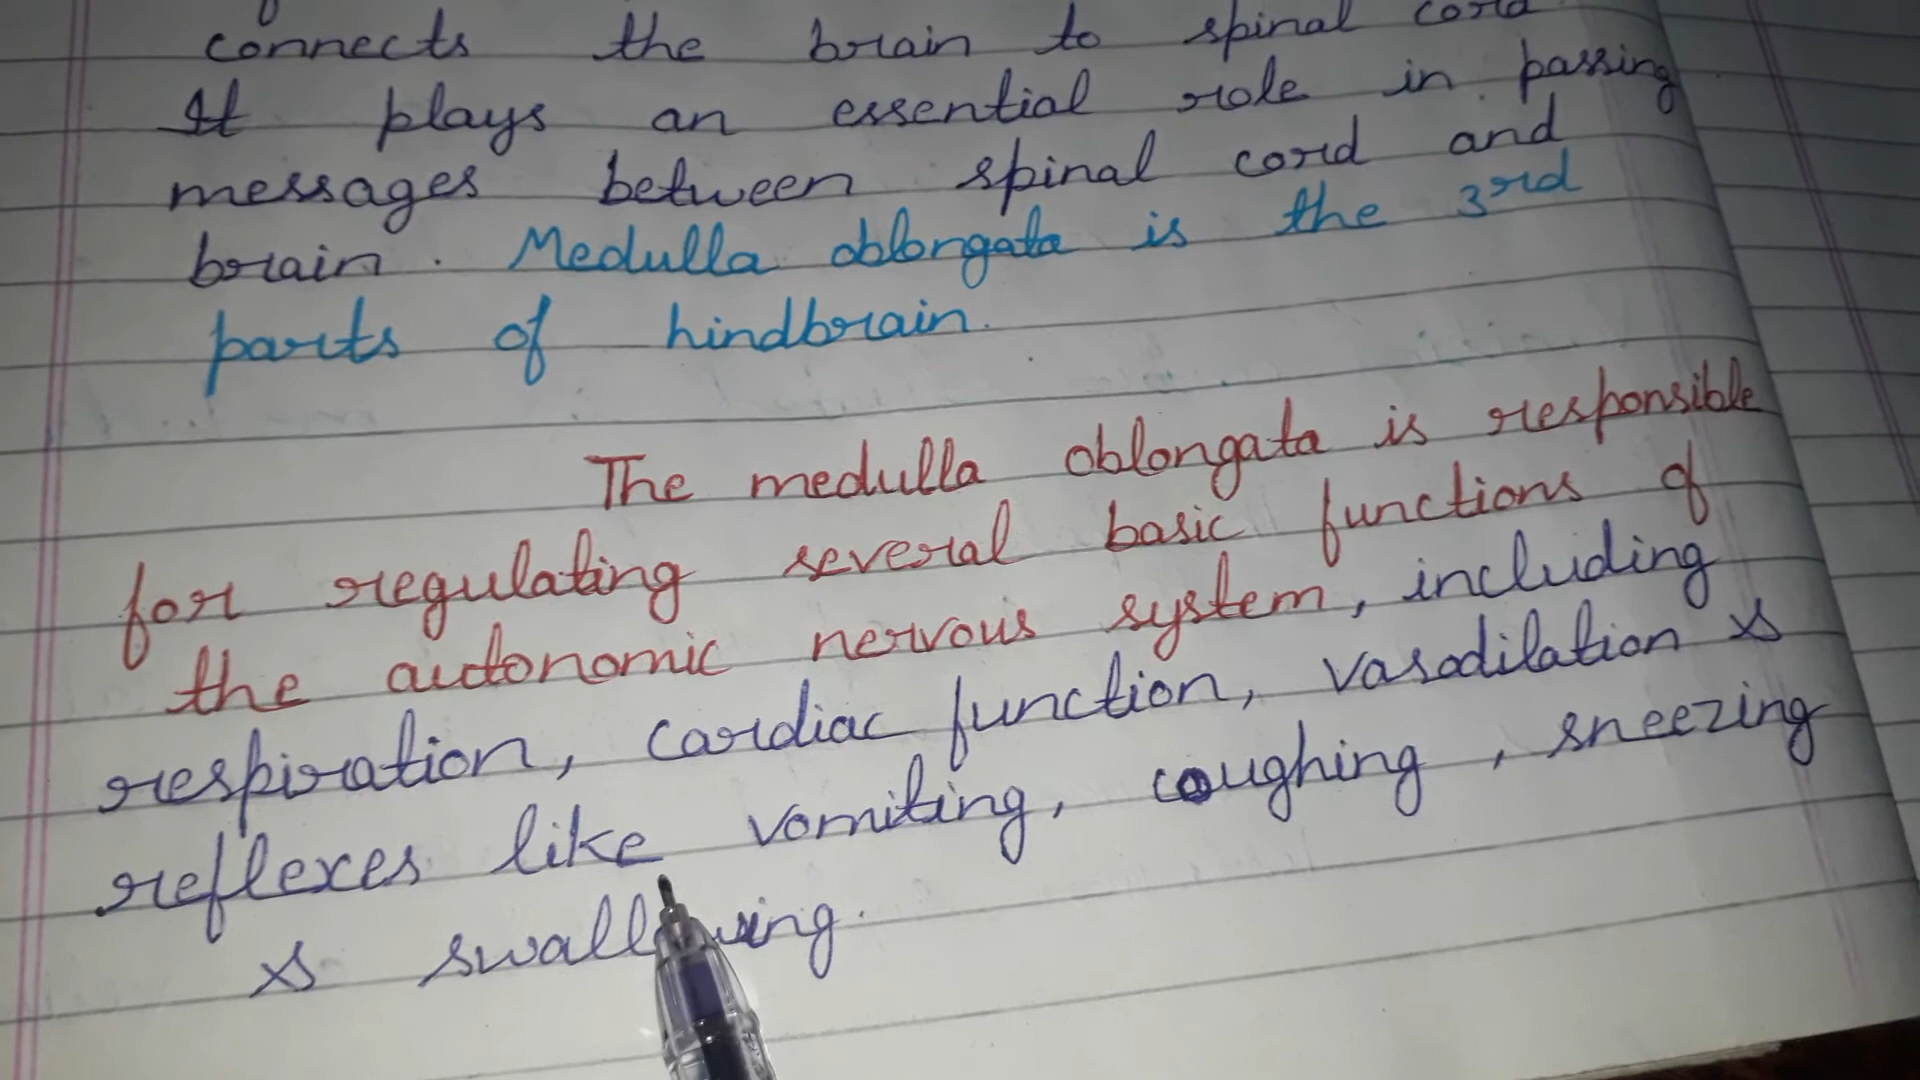 connects the brain to spinal cord
It plays an essential role in passing
messages between spinal cord and
brain. Medulla oblongata is the 3rd
parts of hindbrain.
The medulla oblongata is responsible
for regulating several basic functions of
the autonomic nervous system, including
respiration, cardiac function, vasodilation &
reflexes like vomiting, coughing, sneezing
& swallowing.